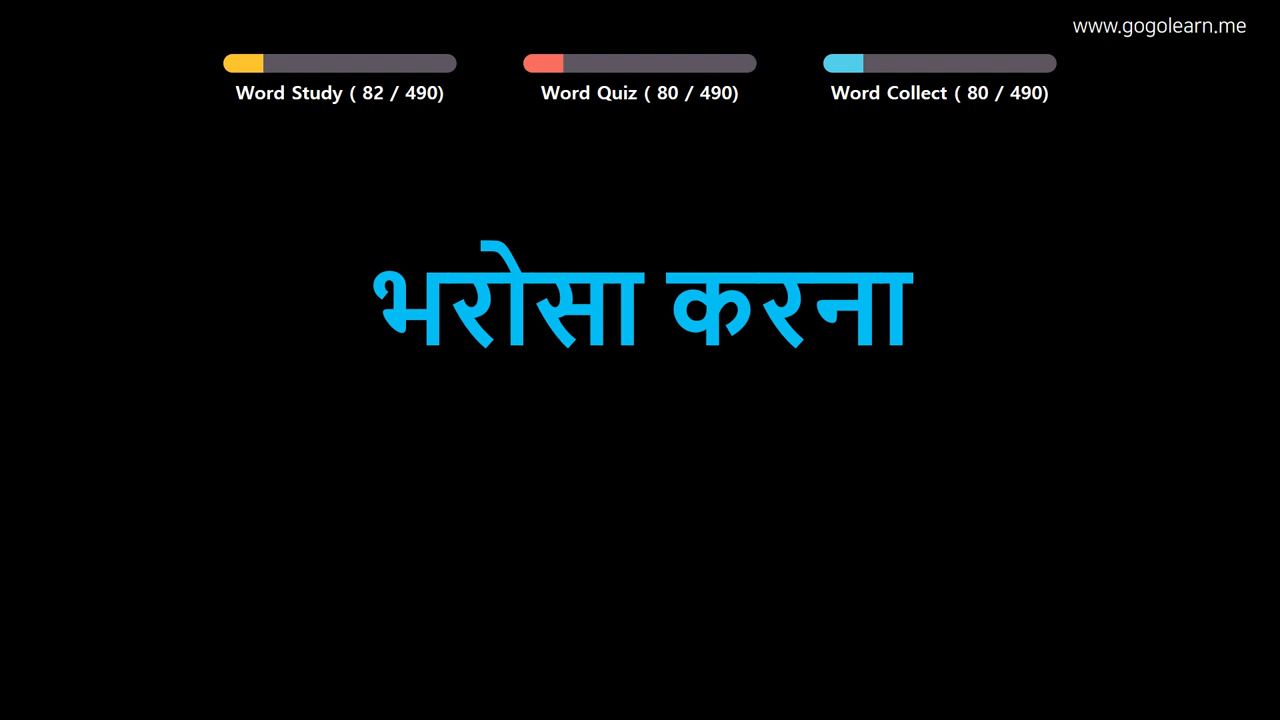 www.gogolearn.me
Word Study ( 82 / 490)
Word Quiz ( 80 / 490)
Word Collect ( 80 / 490)
भरोसा करना